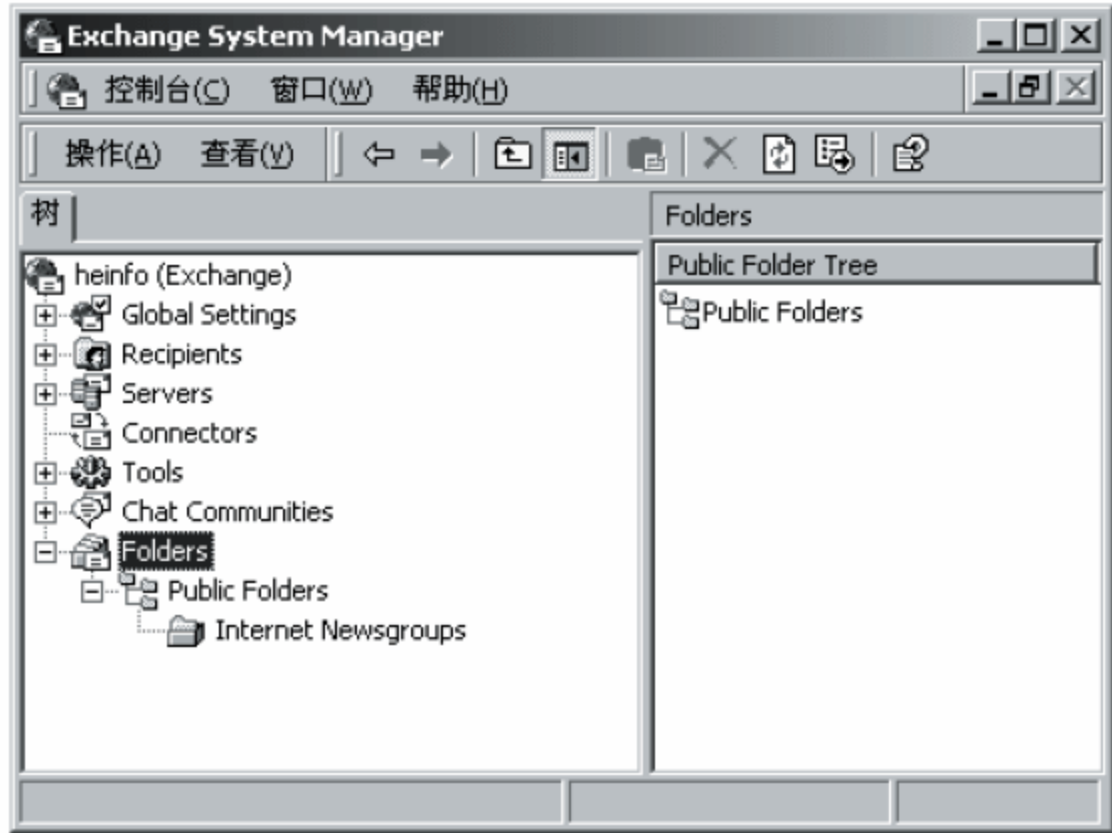 Exchange System Manager
控制台(C) 窗口(W) 帮助(H)
操作(A) 查看(V)
树
Folders
heinfo (Exchange)
Global Settings
Recipients
Servers
Connectors
Tools
Chat Communities
Folders
Public Folders
Internet Newsgroups
Public Folder Tree
Public Folders